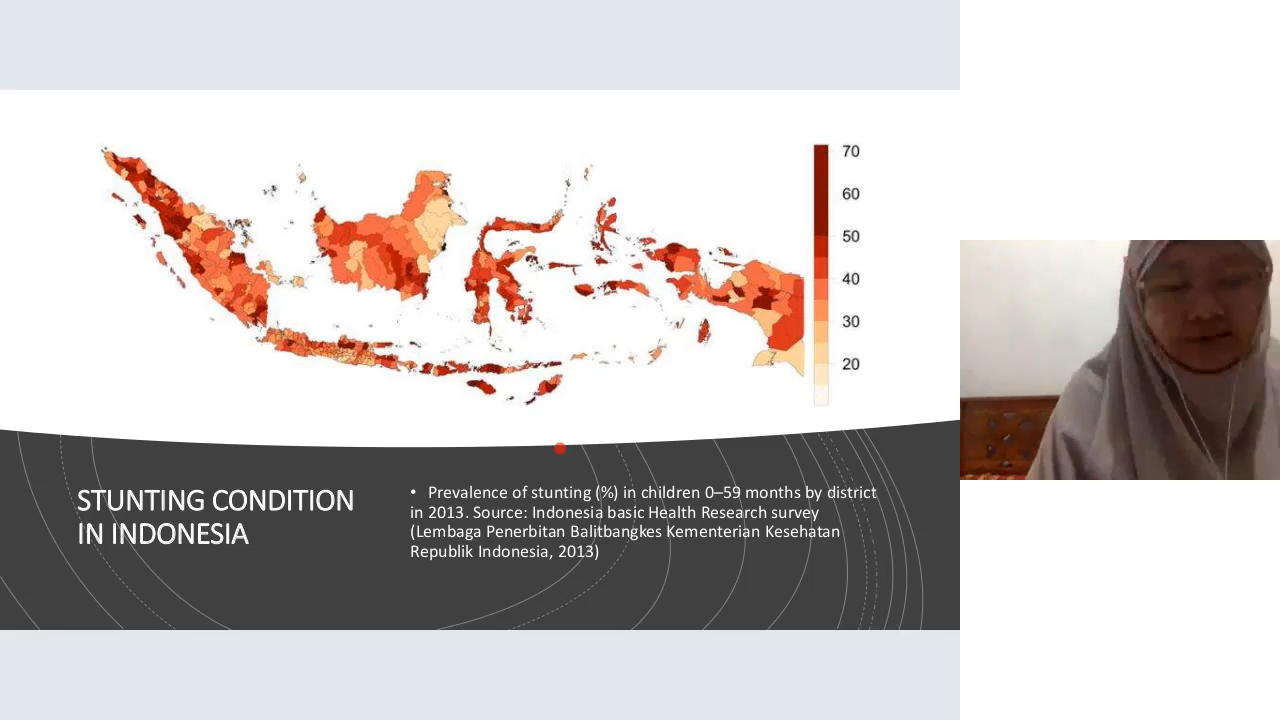 70
60
50
40
30
20
STUNTING CONDITION
IN INDONESIA
• Prevalence of stunting (%) in children 0–59 months by district
in 2013. Source: Indonesia basic Health Research survey
(Lembaga Penerbitan Balitbangkes Kementerian Kesehatan
Republik Indonesia, 2013)